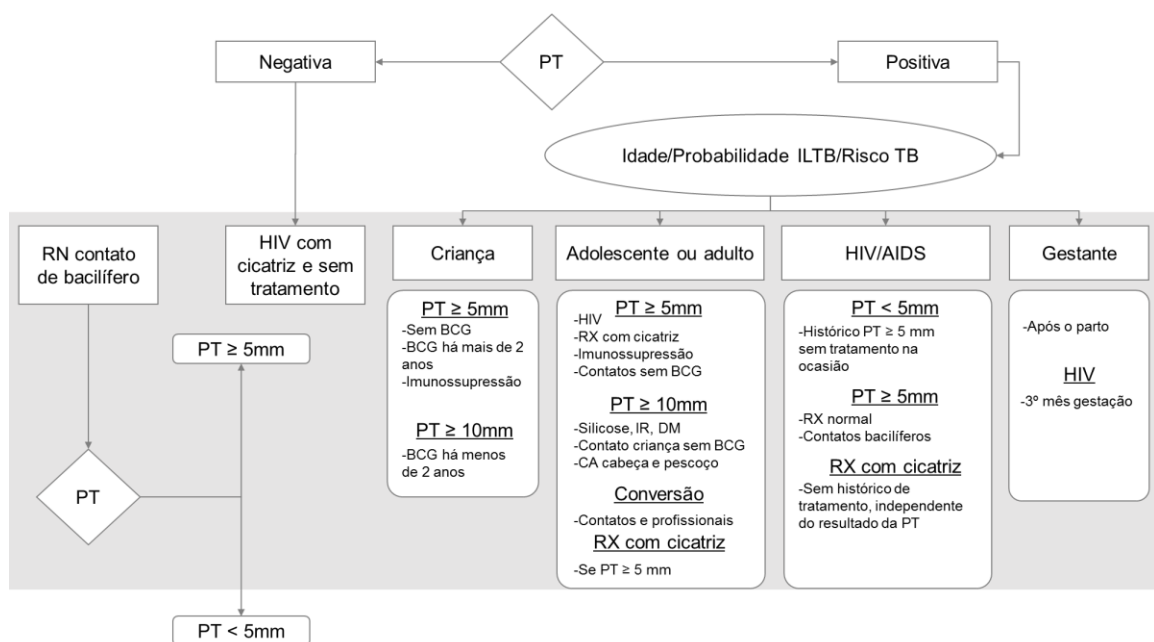 Negativa
PT
Positiva
Idade/Probabilidade ILTB/Risco TB
RN contato
de bacilífero
HIV com
cicatriz e sem
tratamento
Criança
Adolescente ou adulto
HIV/AIDS
Gestante
PT ≥ 5mm
PT
PT < 5mm
PT ≥ 5mm
-Sem BCG
-BCG há mais de 2
anos
-Imunossupressão
PT ≥ 10mm
-BCG há menos
de 2 anos
PT ≥ 5mm
-HIV
-RX com cicatriz
-Imunossupressão
-Contatos sem BCG
PT ≥ 10mm
-Silicose, IR, DM
-Contato criança sem BCG
-CA cabeça e pescoço
Conversão
-Contatos e profissionais
RX com cicatriz
-Se PT ≥ 5 mm
PT < 5mm
-Histórico PT ≥ 5 mm
sem tratamento na
ocasião
PT ≥ 5mm
-RX normal
-Contatos bacilíferos
RX com cicatriz
-Sem histórico de
tratamento, independente
do resultado da PT
-Após o parto
HIV
-3º mês gestação